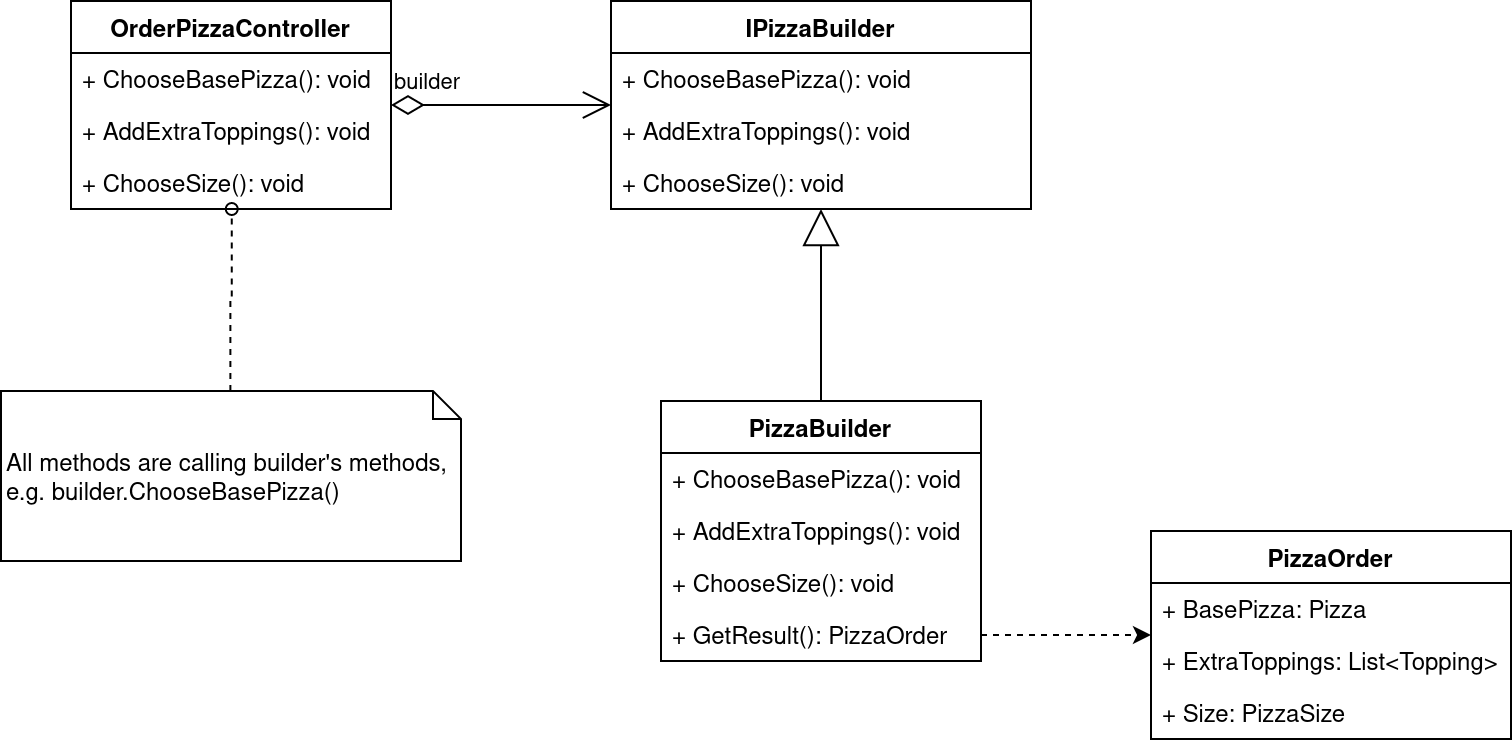 OrderPizzaController
+ ChooseBasePizza(): void
+ AddExtraToppings(): void
+ ChooseSize(): void
builder
IPizzaBuilder
+ ChooseBasePizza(): void
+ AddExtraToppings(): void
+ ChooseSize(): void
All methods are calling builder's methods,
e.g. builder.ChooseBasePizza()
PizzaBuilder
+ ChooseBasePizza(): void
+ AddExtraToppings(): void
+ ChooseSize(): void
+ GetResult(): PizzaOrder
PizzaOrder
+ BasePizza: Pizza
+ ExtraToppings: List<Topping>
+ Size: PizzaSize